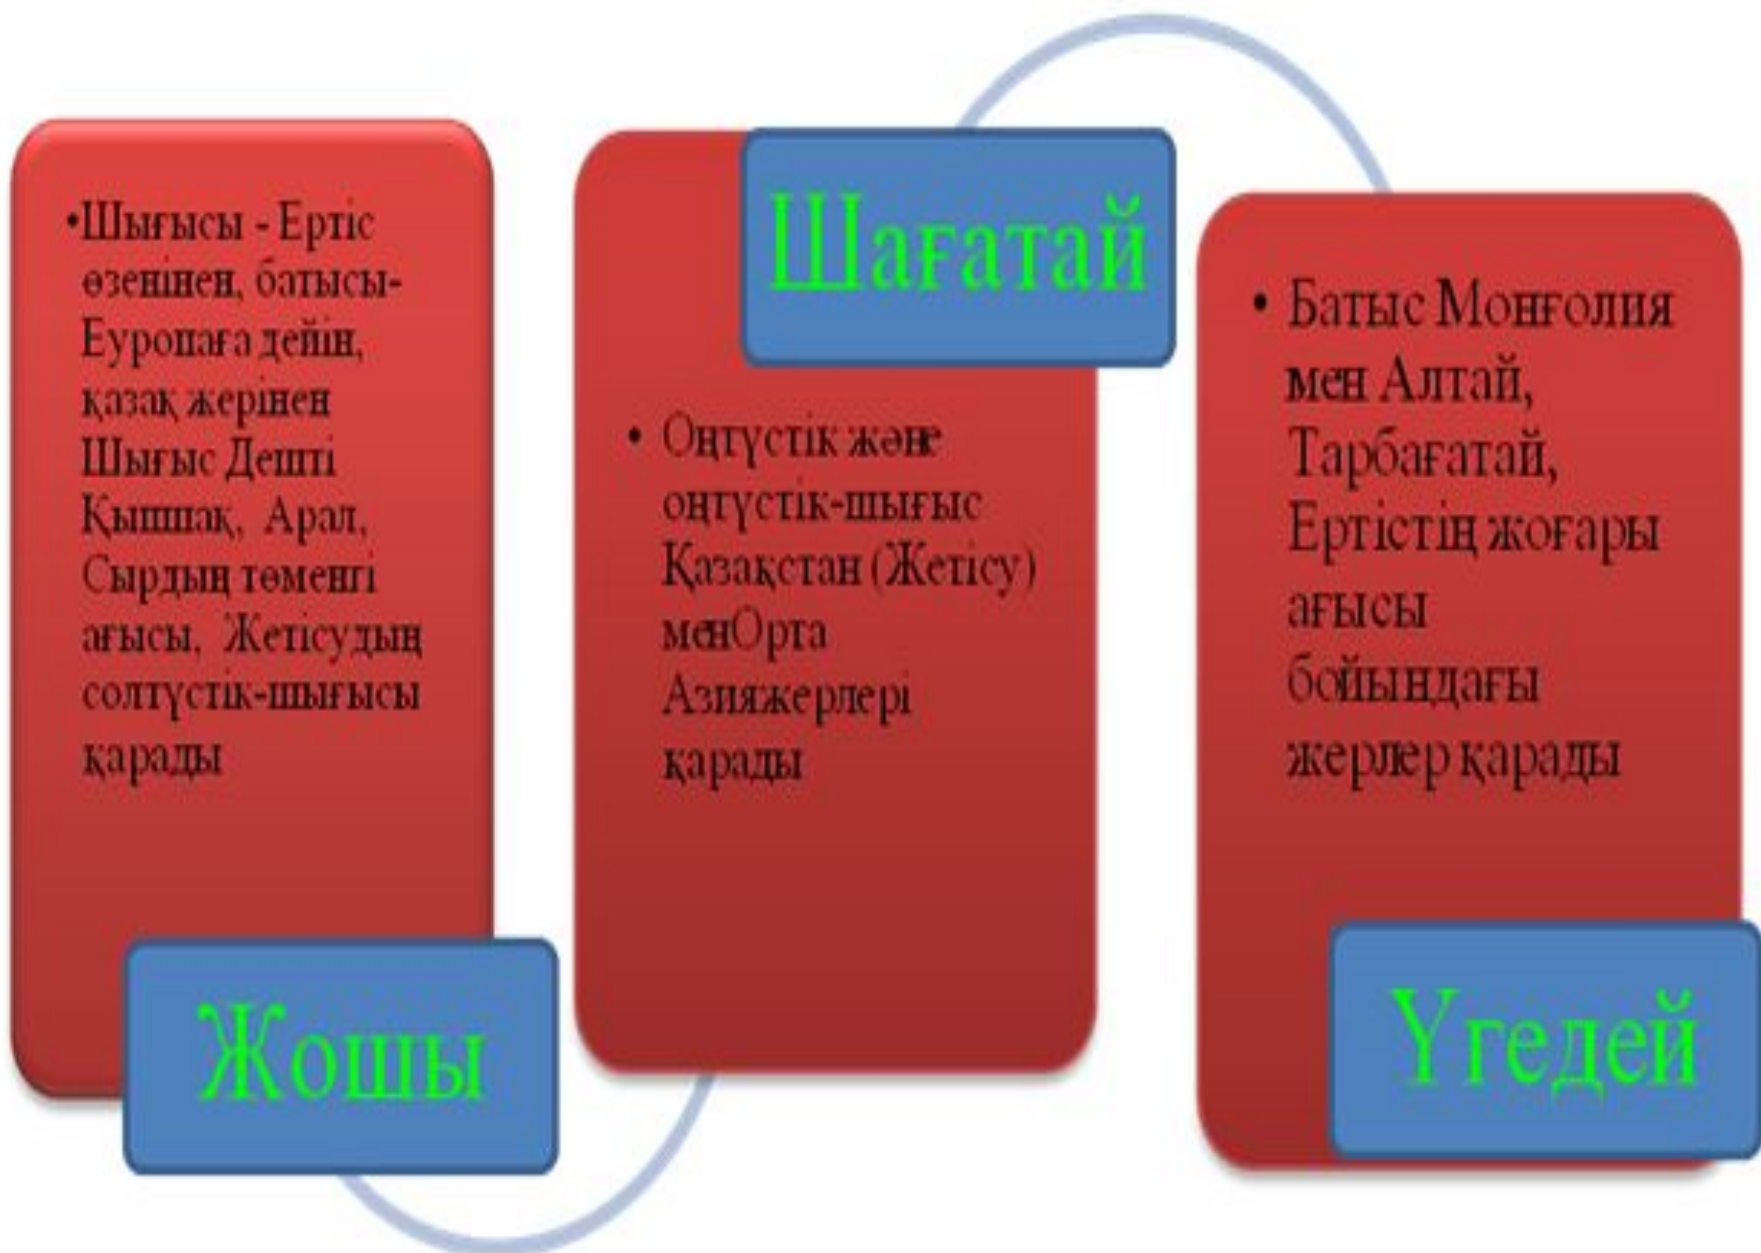 •Шығысы - Ертіс
өзенінен, батысы-
Еуропаға дейін,
қазақ жерінен
Шығыс Дешті
Қыпшақ, Арал,
Сырдың төменгі
ағысы, Жетісудың
солтүстік-шығысы
қарады
Жошы
Шағатай
• Оңтүстік және
оңтүстік-шығыс
Қазақстан (Жетісу)
менОрта
Азияжерлері
қарады
• Батыс Монғолия
мен Алтай,
Тарбағатай,
Ертістің жоғары
ағысы
бойындағы
жерлер қарады
Үгедей